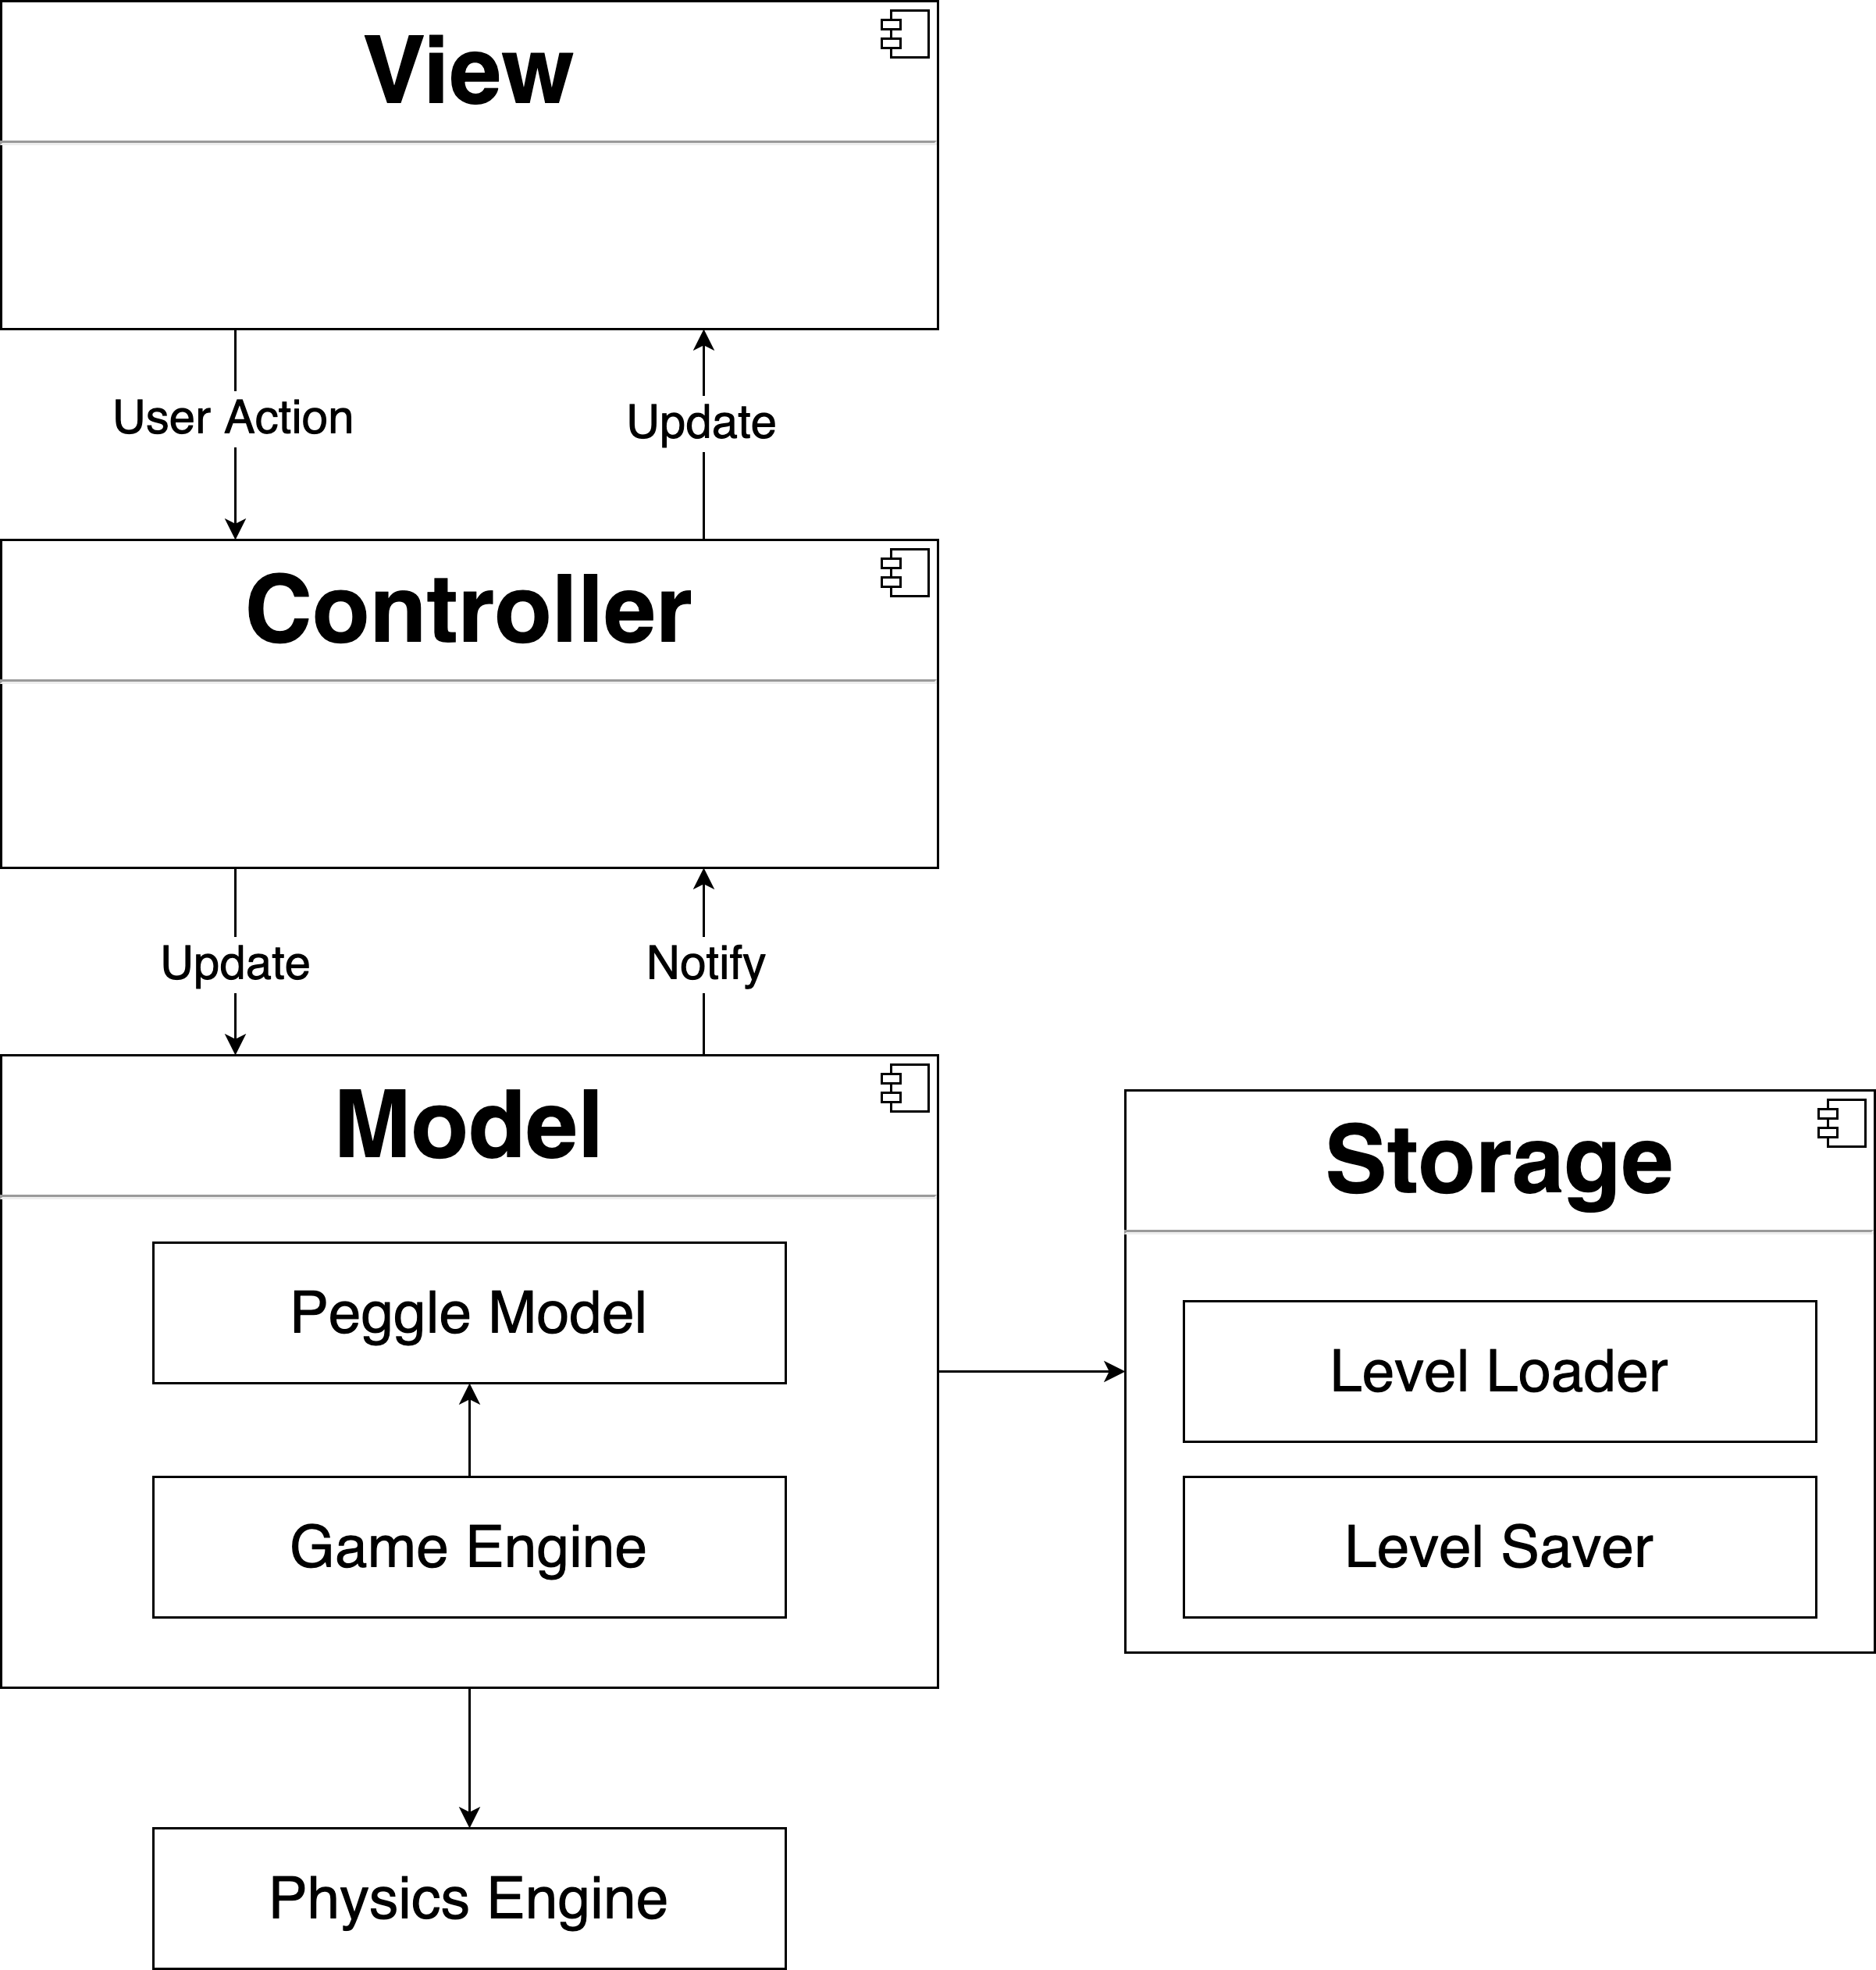 View
User Action
Update
Controller
Update
Notify
Model
Storage
Peggle Model
Level Loader
Game Engine
Level Saver
Physics Engine